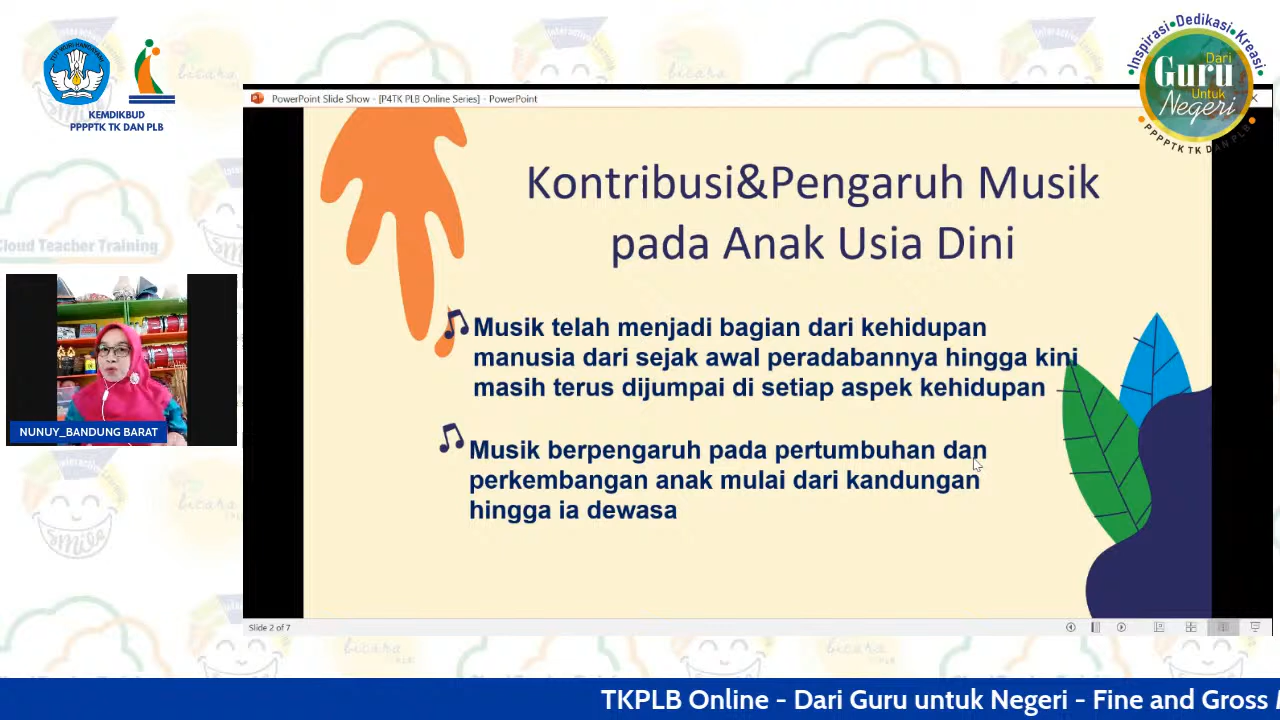 KEMDIKBUD
PPPPTK TK DAN PLB
Inspirasi•Dedikasi•Kreasi
Dari
Guru
Untuk
Negeri
PPPPTK TK DAN PLB
PowerPoint Slide Show - [P4TK PLB Online Series] - PowerPoint
Kontribusi&Pengaruh Musik
pada Anak Usia Dini
Musik telah menjadi bagian dari kehidupan
manusia dari sejak awal peradabannya hingga kini
masih terus dijumpai di setiap aspek kehidupan
Musik berpengaruh pada pertumbuhan dan
perkembangan anak mulai dari kandungan
hingga ia dewasa
Cloud Teacher Training
NUNUY_BANDUNG BARAT
Slide 2 of 7
TKPLB Online - Dari Guru untuk Negeri - Fine and Gross